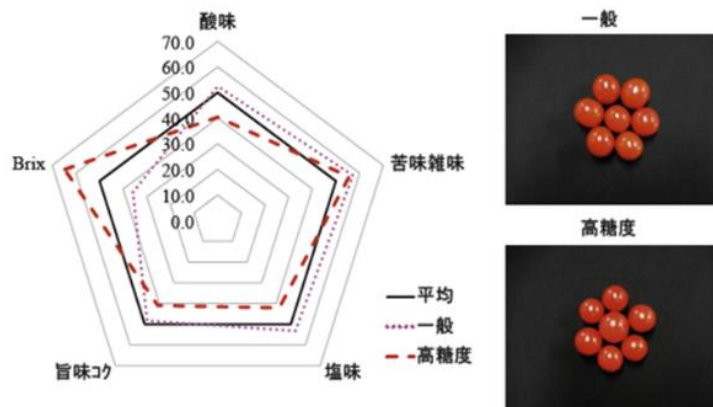 酸味
70.0
60.0
50.0
40.0
30.0
20.0
10.0
0.0
Brix
苦味雑味
旨味コク
塩味
平均
一般
高糖度
一般
高糖度